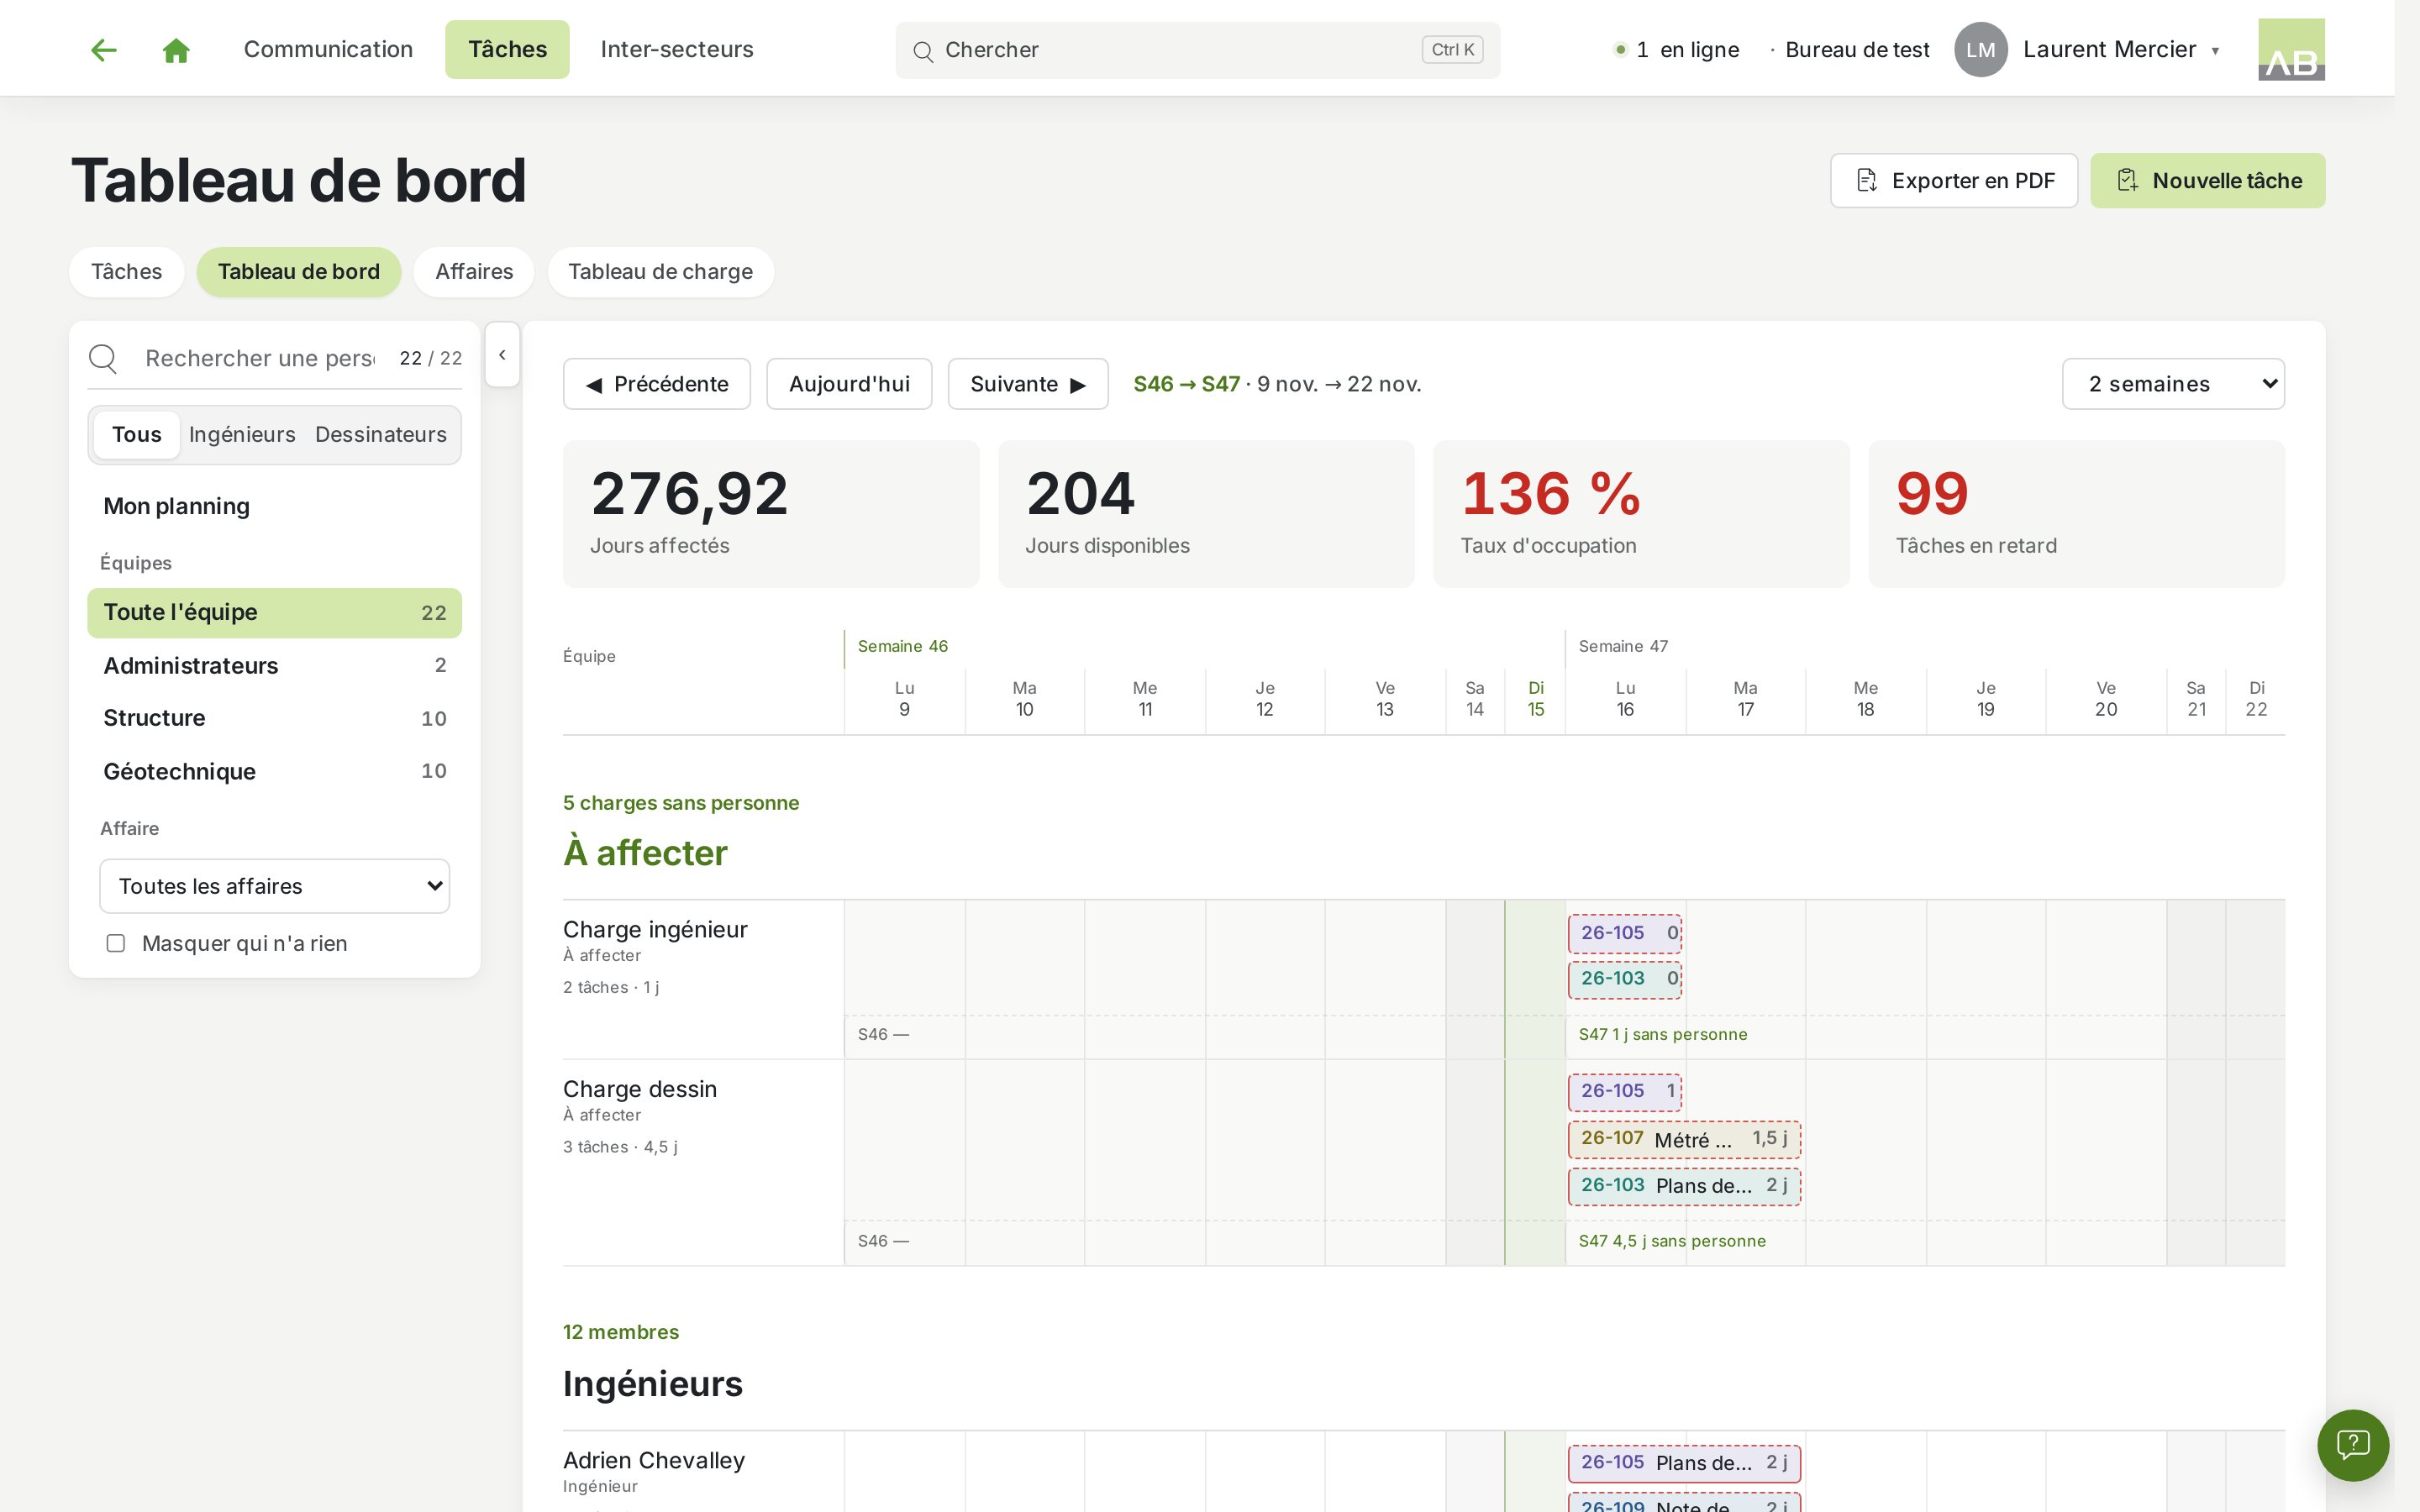 Communication
Tâches
Inter-secteurs
Chercher
Ctrl K
1 en ligne
· Bureau de test
LM
Laurent Mercier
AB
Tableau de bord
Exporter en PDF
Nouvelle tâche
Tâches
Tableau de bord
Affaires
Tableau de charge
Rechercher une pers
22 / 22
Tous
Ingénieurs
Dessinateurs
Mon planning
Équipes
Toute l'équipe 22
Administrateurs 2
Structure 10
Géotechnique 10
Affaire
Toutes les affaires
Masquer qui n'a rien
◀ Précédente
Aujourd'hui
Suivante ▶
S46 → S47 · 9 nov. → 22 nov.
2 semaines
276,92
Jours affectés
204
Jours disponibles
136 %
Taux d'occupation
99
Tâches en retard
Équipe
Semaine 46
Semaine 47
Lu Ma Me Je Ve Sa Di Lu Ma Me Je Ve Sa Di
9 10 11 12 13 14 15 16 17 18 19 20 21 22
5 charges sans personne
À affecter
Charge ingénieur
À affecter
2 tâches · 1 j
26-105 0
26-103 0
S46 —
S47 1 j sans personne
Charge dessin
À affecter
3 tâches · 4,5 j
26-105 1
26-107 Métré ... 1,5 j
26-103 Plans de... 2 j
S46 —
S47 4,5 j sans personne
12 membres
Ingénieurs
Adrien Chevalley
Ingénieur
26-105 Plans de... 2 j
26-109 Note de 2 j